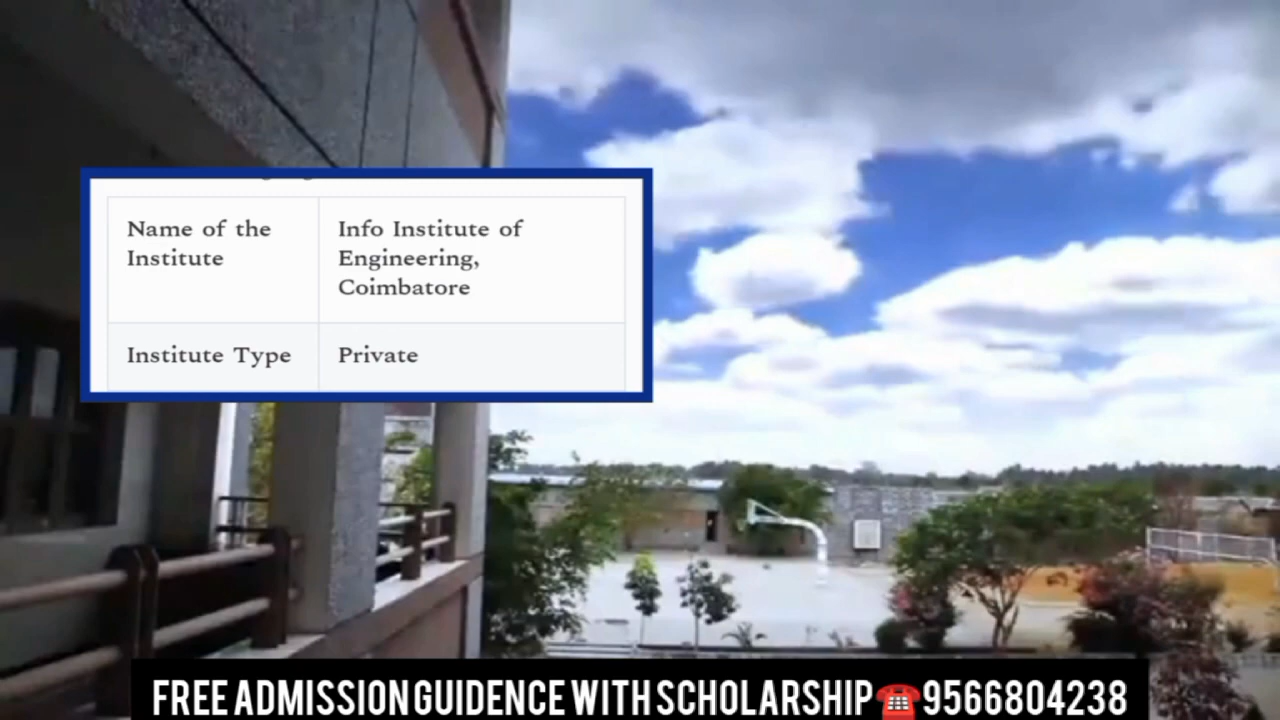 Name of the
Institute
Info Institute of
Engineering,
Coimbatore
Institute Type
Private
FREE ADMISSION GUIDENCE WITH SCHOLARSHIP☎️9566804238